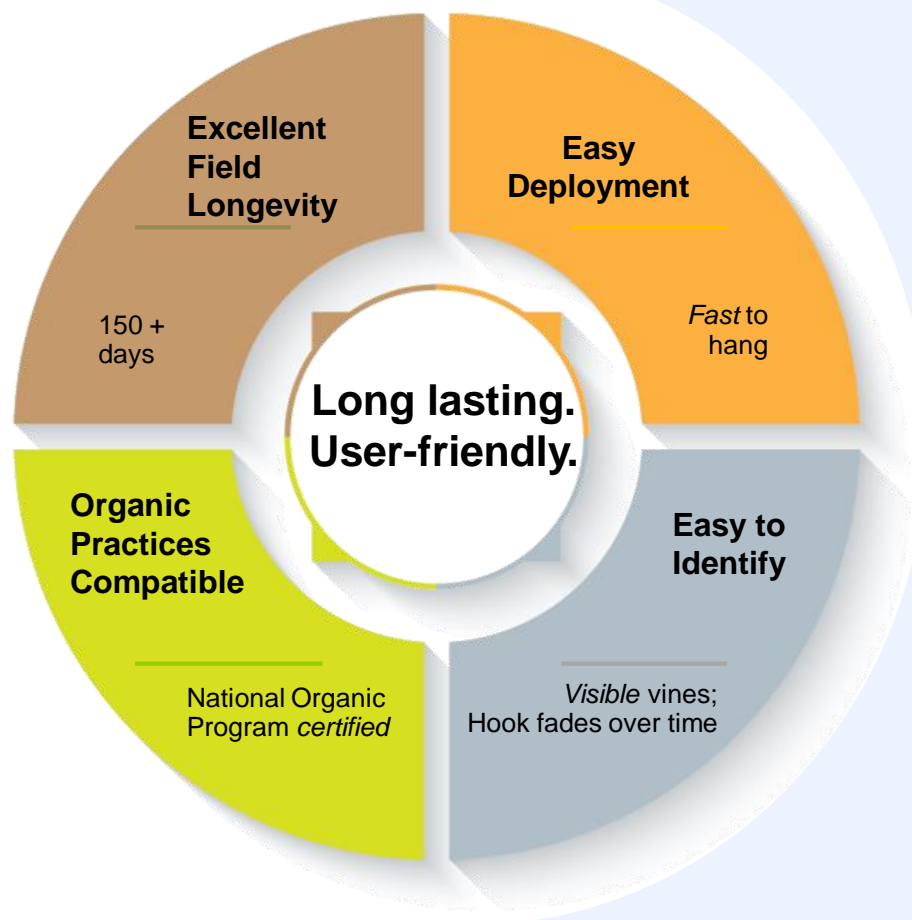 Excellent
Field
Longevity
150 +
days
Easy
Deployment
Fast to
hang
Long lasting.
User-friendly.
Organic
Practices
Compatible
National Organic
Program certified
Easy to
Identify
Visible vines;
Hook fades over time